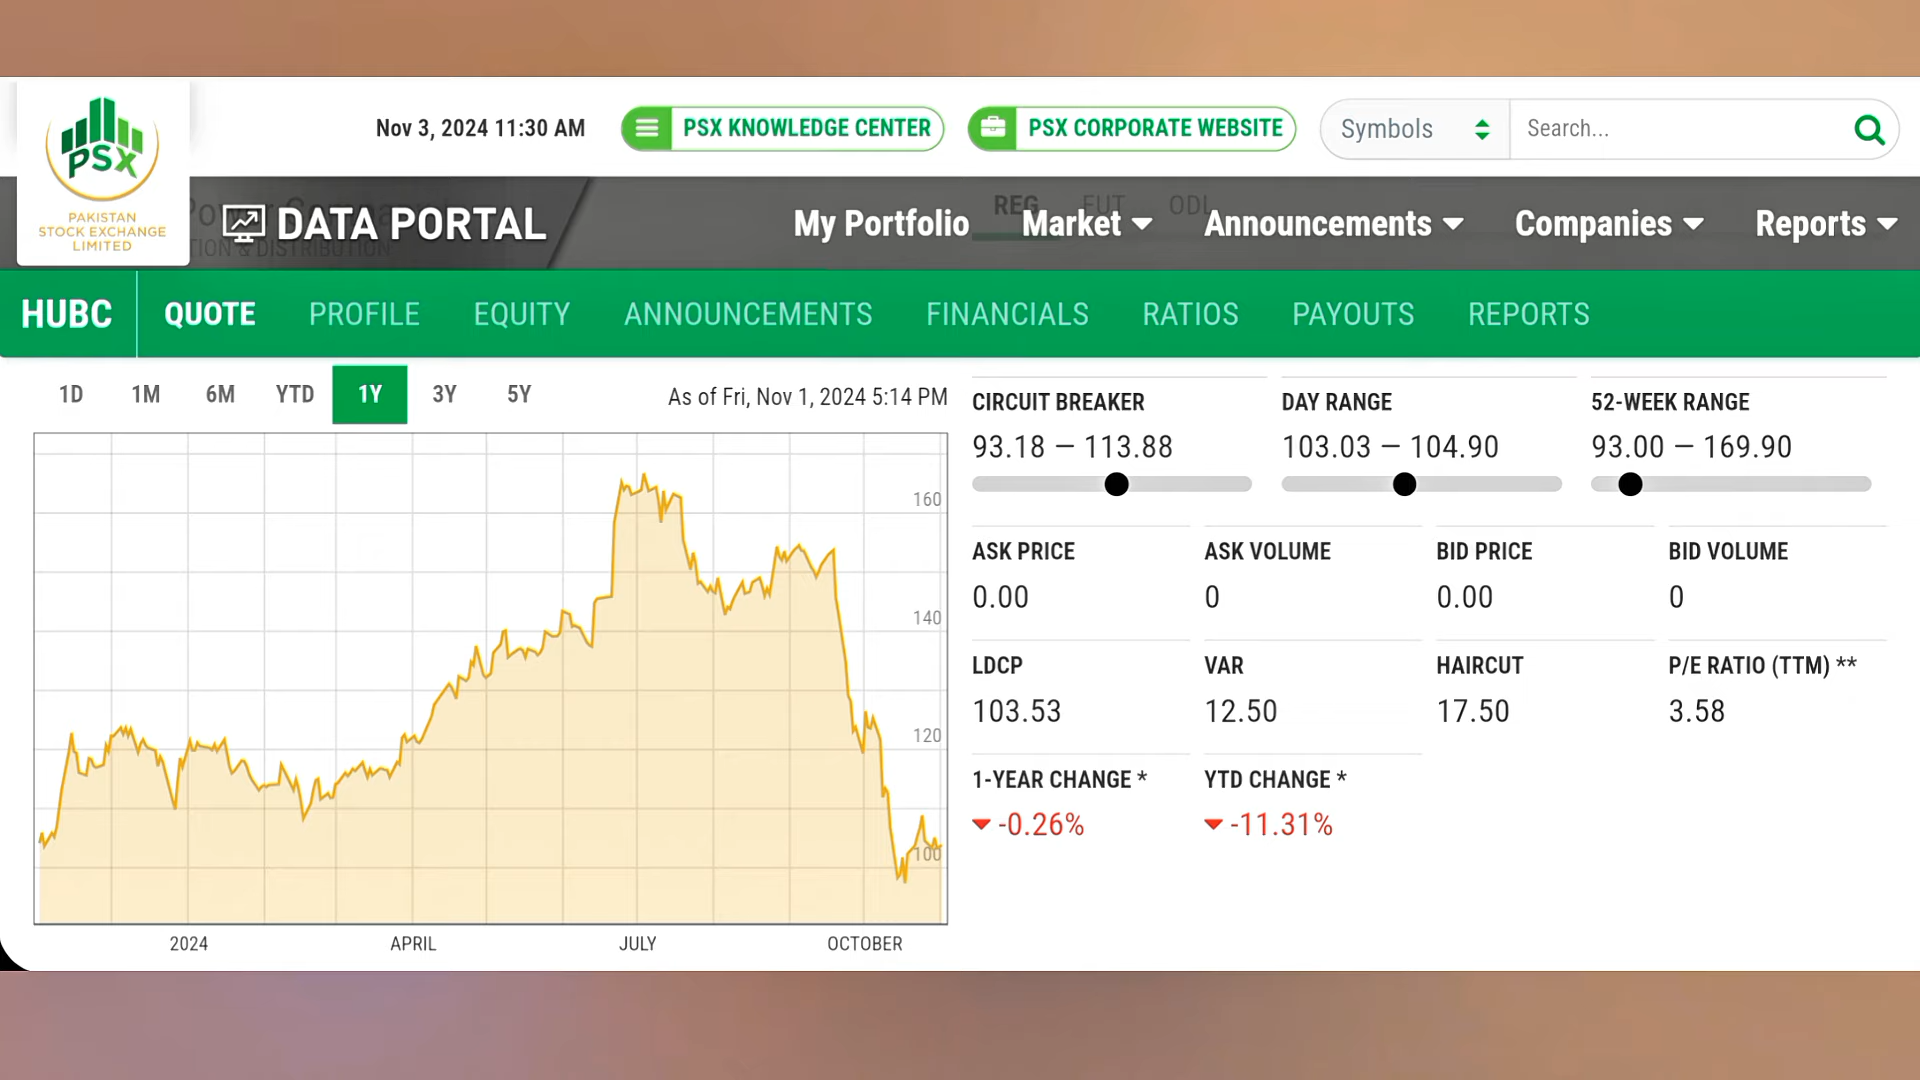 Nov 3, 2024 11:30 AM
PSX KNOWLEDGE CENTER
PSX CORPORATE WEBSITE
Symbols
Search...
PSX
PAKISTAN
STOCK EXCHANGE
LIMITED
REG FUT ODL
DATA PORTAL
My Portfolio Market Announcements Companies Reports
TION & DISTRIBUTION
HUBC QUOTE PROFILE EQUITY ANNOUNCEMENTS FINANCIALS RATIOS PAYOUTS REPORTS
1D 1M 6M YTD 1Y 3Y 5Y
As of Fri, Nov 1, 2024 5:14 PM
160
140
120
100
2024 APRIL JULY OCTOBER
CIRCUIT BREAKER DAY RANGE 52-WEEK RANGE
93.18 — 113.88 103.03 — 104.90 93.00 — 169.90
ASK PRICE ASK VOLUME BID PRICE BID VOLUME
0.00 0 0.00 0
LDCP VAR HAIRCUT P/E RATIO (TTM) **
103.53 12.50 17.50 3.58
1-YEAR CHANGE * YTD CHANGE *
-0.26% -11.31%